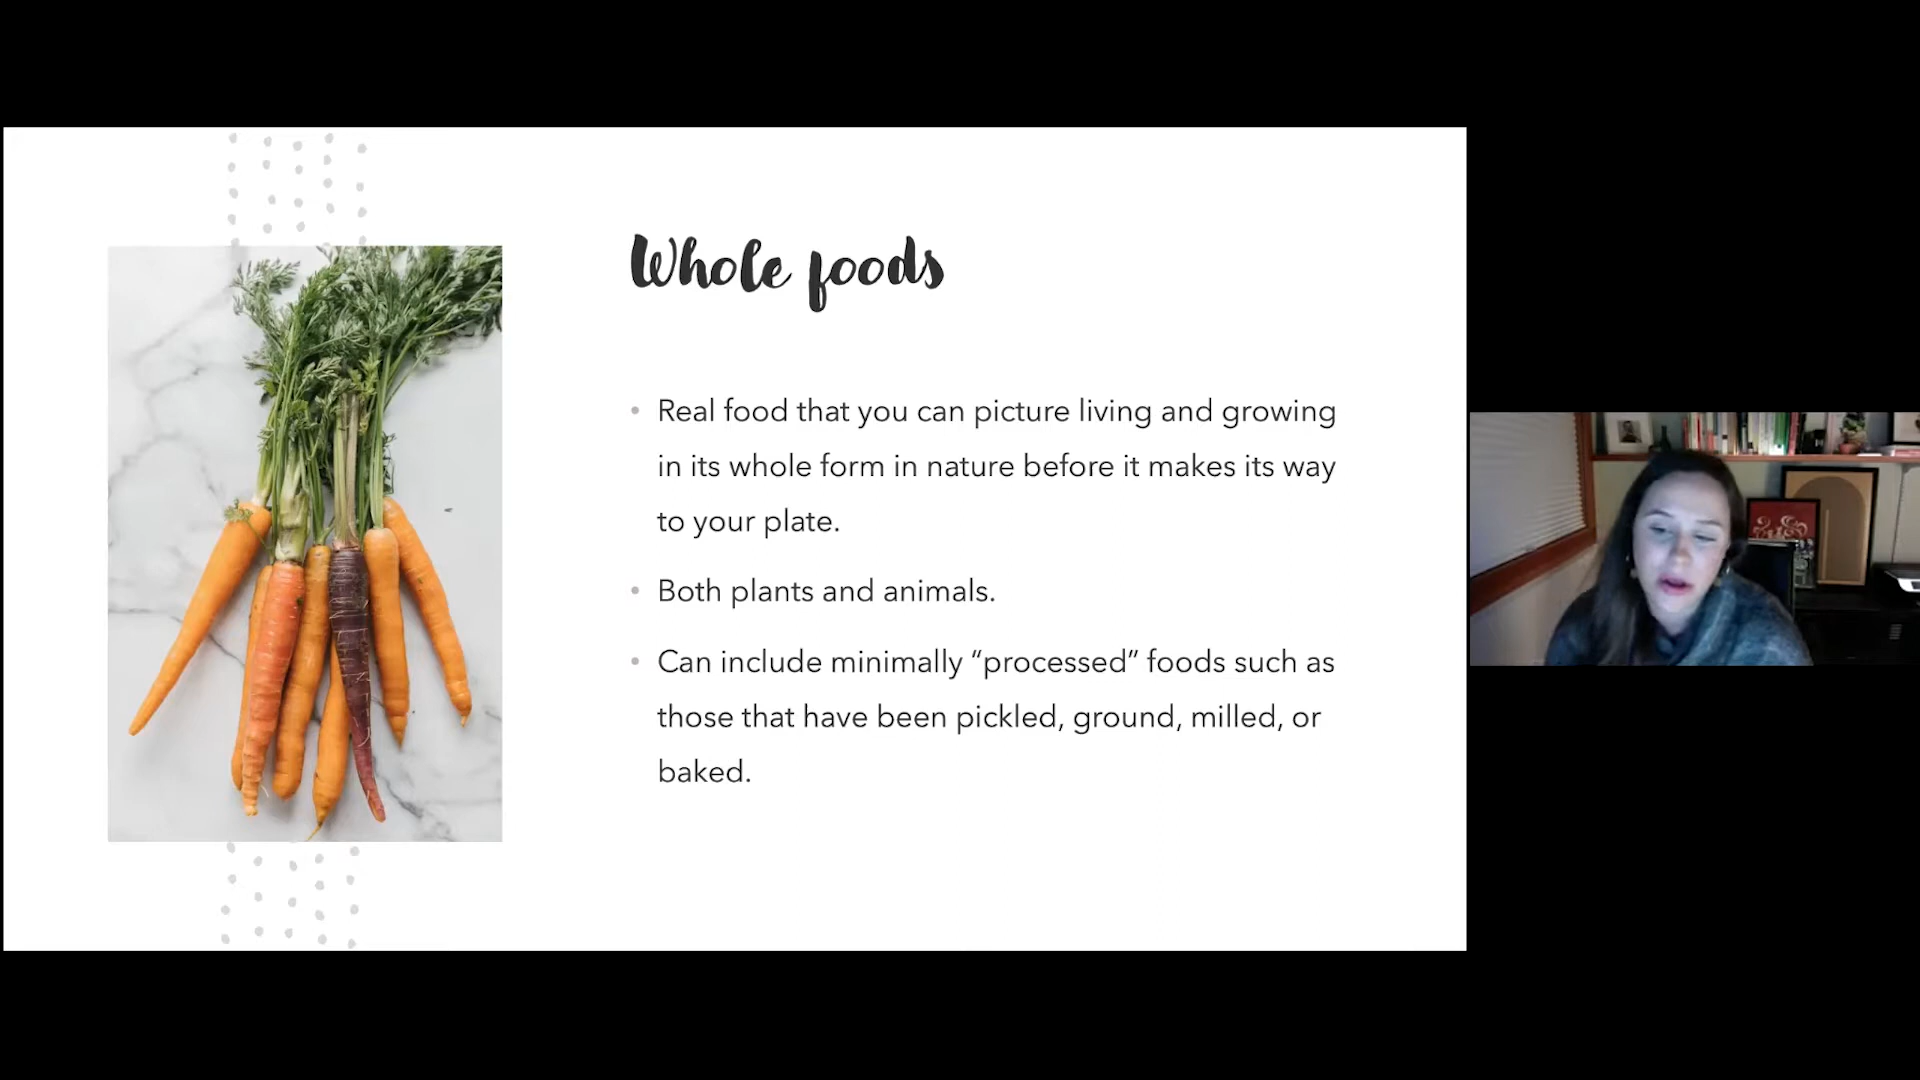 Whole foods
• Real food that you can picture living and growing
in its whole form in nature before it makes its way
to your plate.
• Both plants and animals.
• Can include minimally “processed” foods such as
those that have been pickled, ground, milled, or
baked.